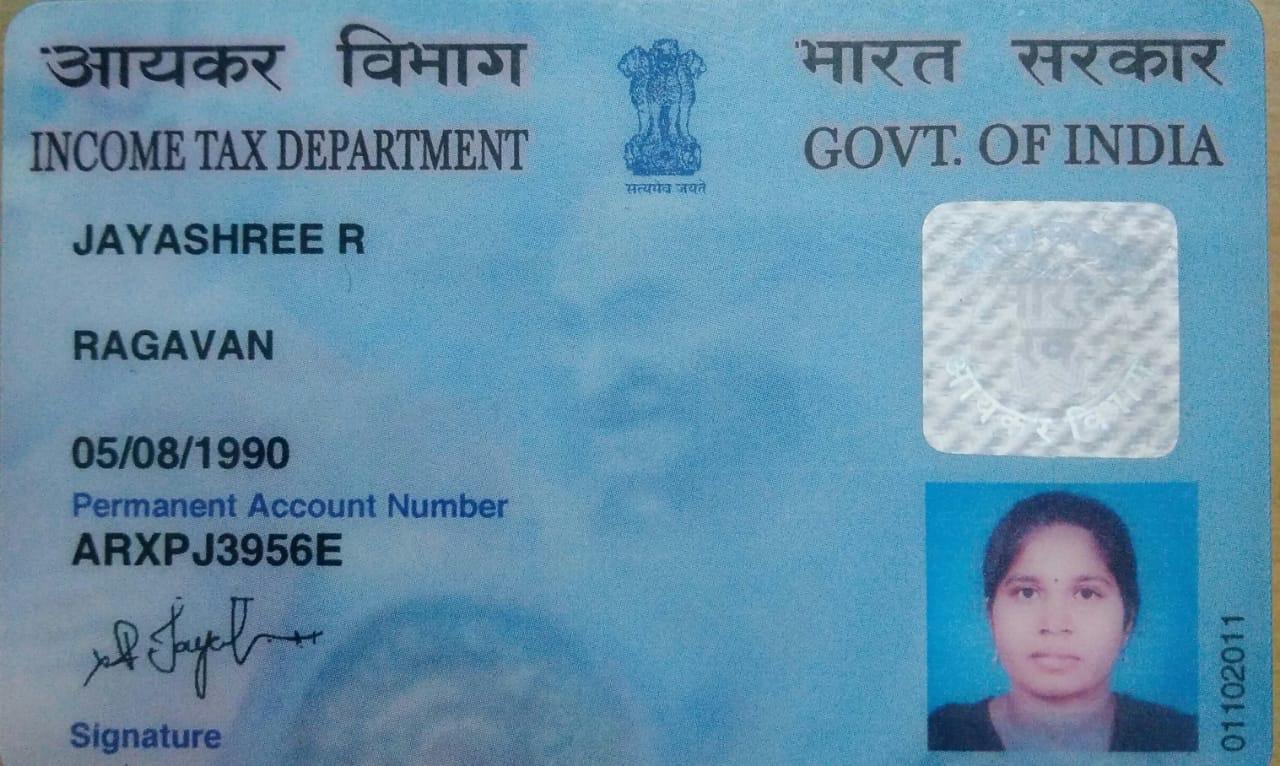 आयकर विभाग
INCOME TAX DEPARTMENT
सत्यमेव जयते
भारत सरकार
GOVT. OF INDIA
JAYASHREE R
RAGAVAN
05/08/1990
Permanent Account Number
ARXPJ3956E
Signature
आयकर विभाग
01102011